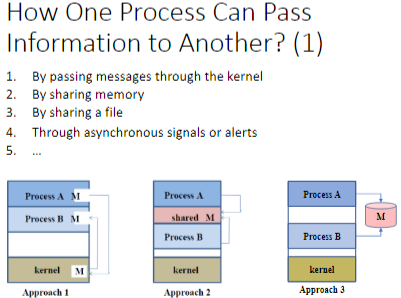 How One Process Can Pass
Information to Another? (1)
1. By passing messages through the kernel
2. By sharing memory
3. By sharing a file
4. Through asynchronous signals or alerts
5. ...
Process A M
Process B M
kernel M
Approach 1
Process A
shared M
Process B
kernel
Approach 2
Process A
M
Process B
kernel
Approach 3